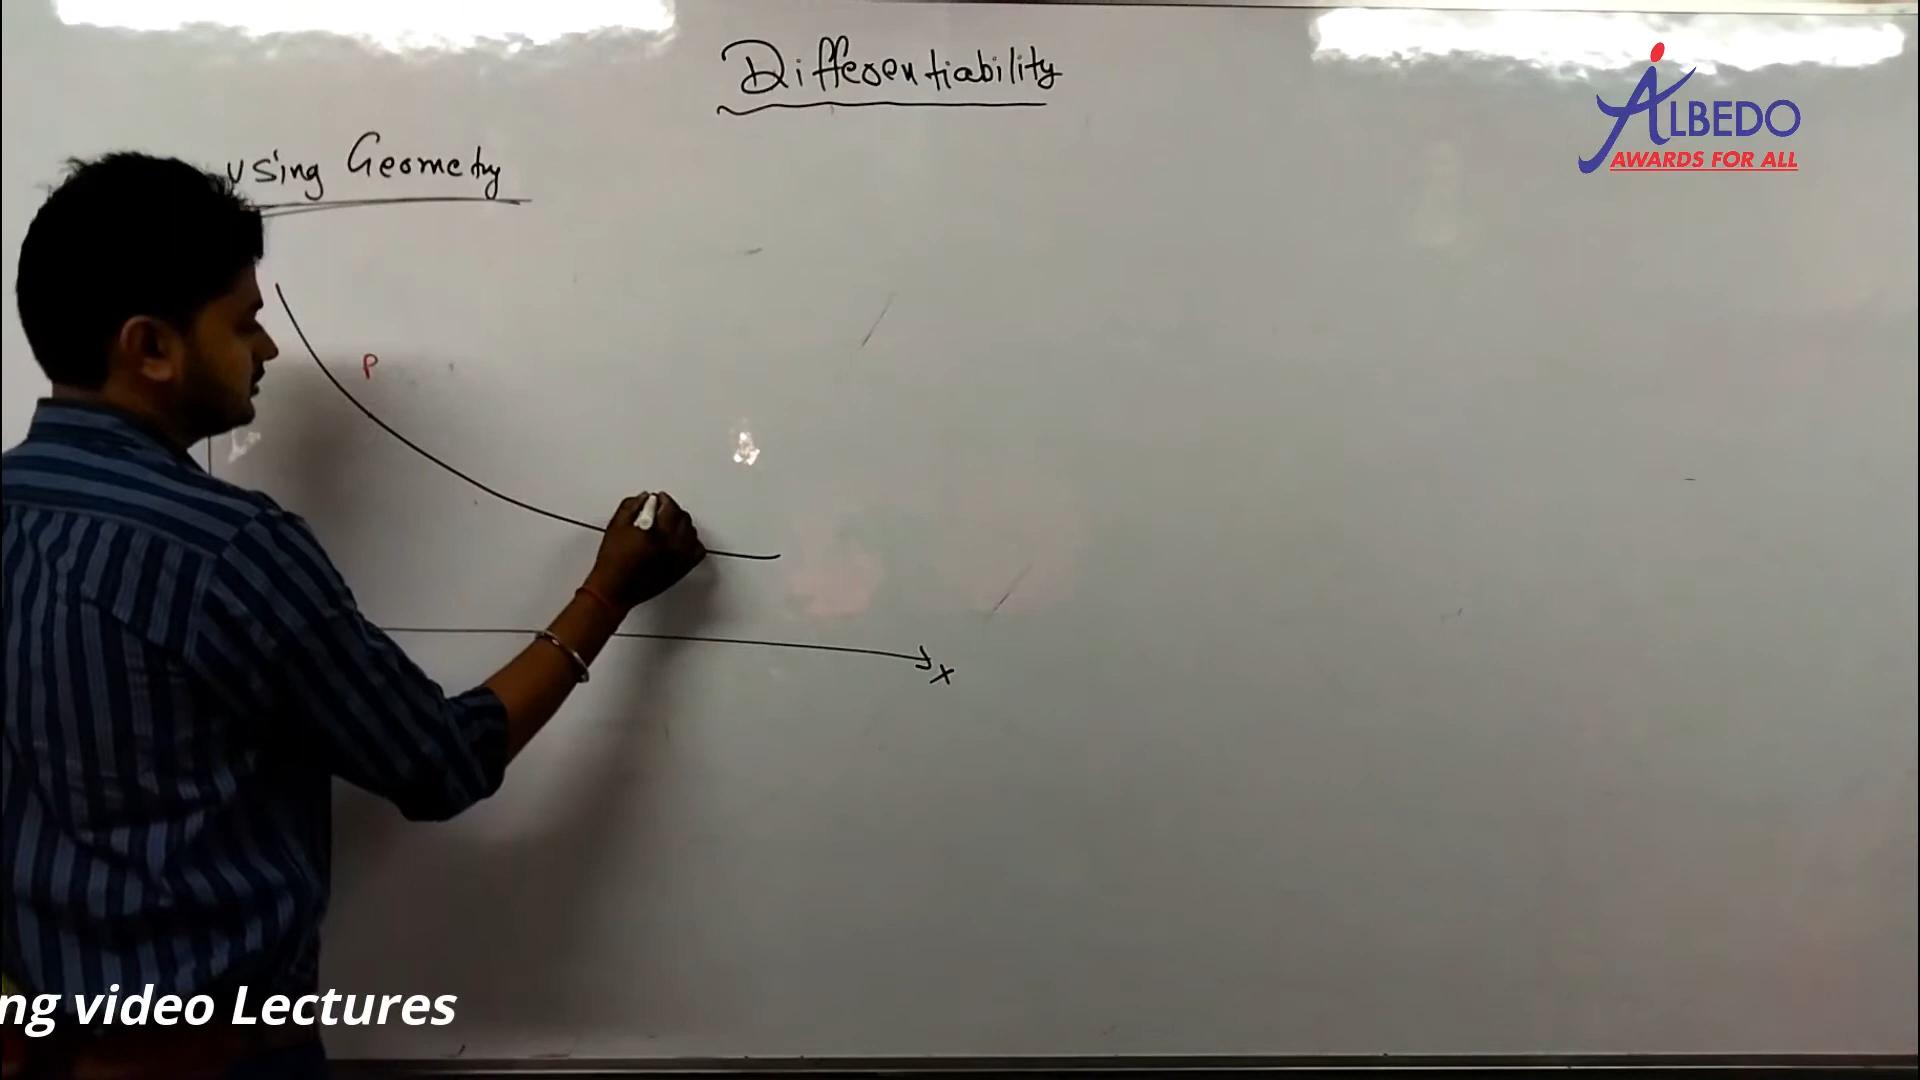 Differentiability
ALBEDO
AWARDS FOR ALL
using Geometry
P
X
ng video Lectures